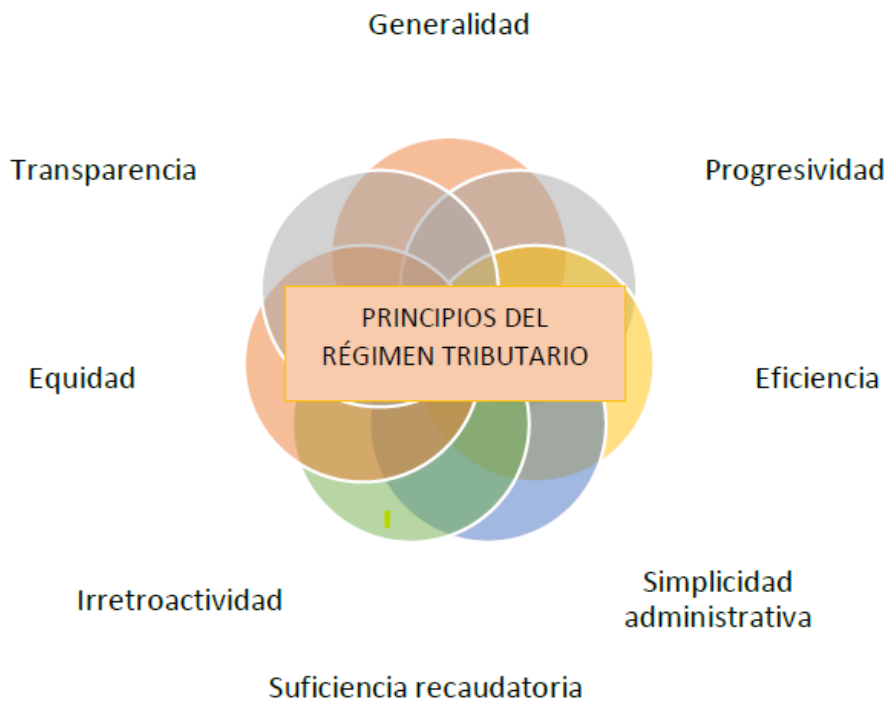 Generalidad
Transparencia
Progresividad
PRINCIPIOS DEL
RÉGIMEN TRIBUTARIO
Equidad
Eficiencia
Irretroactividad
Simplicidad
administrativa
Suficiencia recaudatoria